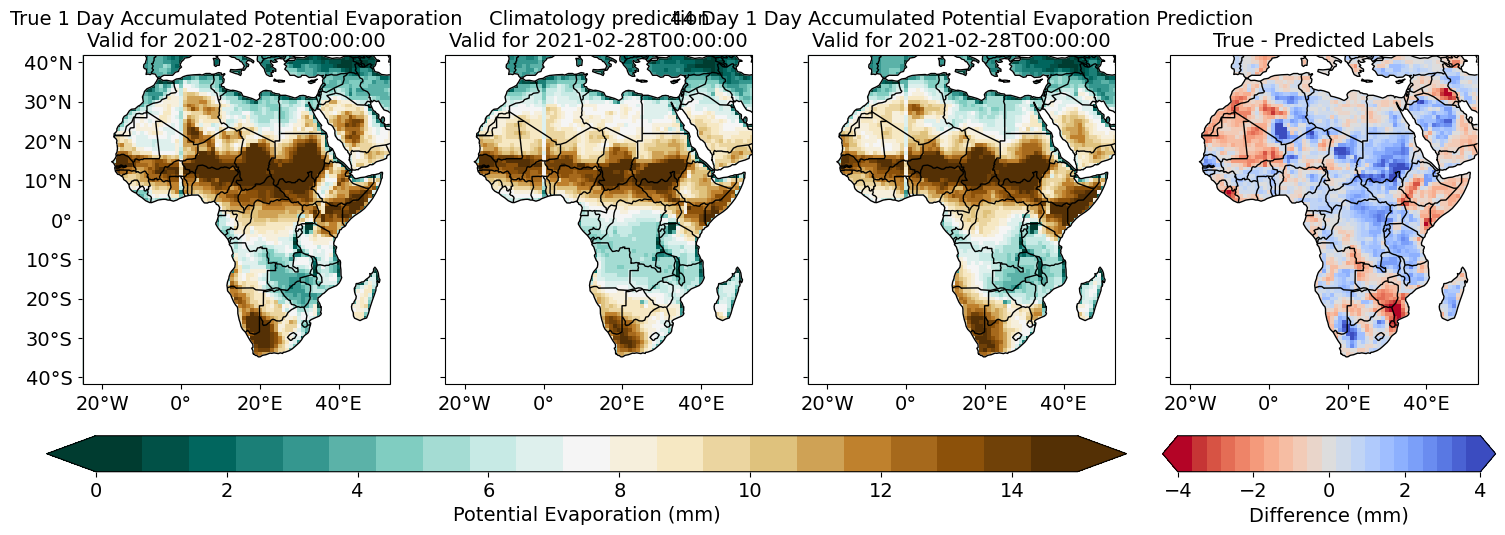 True 1 Day Accumulated Potential Evaporation
Valid for 2021-02-28T00:00:00
Climatology prediction
Valid for 2021-02-28T00:00:00
44 Day 1 Day Accumulated Potential Evaporation Prediction
Valid for 2021-02-28T00:00:00
True - Predicted Labels
40°N
30°N
20°N
10°N
0°
10°S
20°S
30°S
40°S
20°W 0° 20°E 40°E
20°W 0° 20°E 40°E
20°W 0° 20°E 40°E
20°W 0° 20°E 40°E
0 2 4 6 8 10 12 14
Potential Evaporation (mm)
−4 −2 0 2 4
Difference (mm)